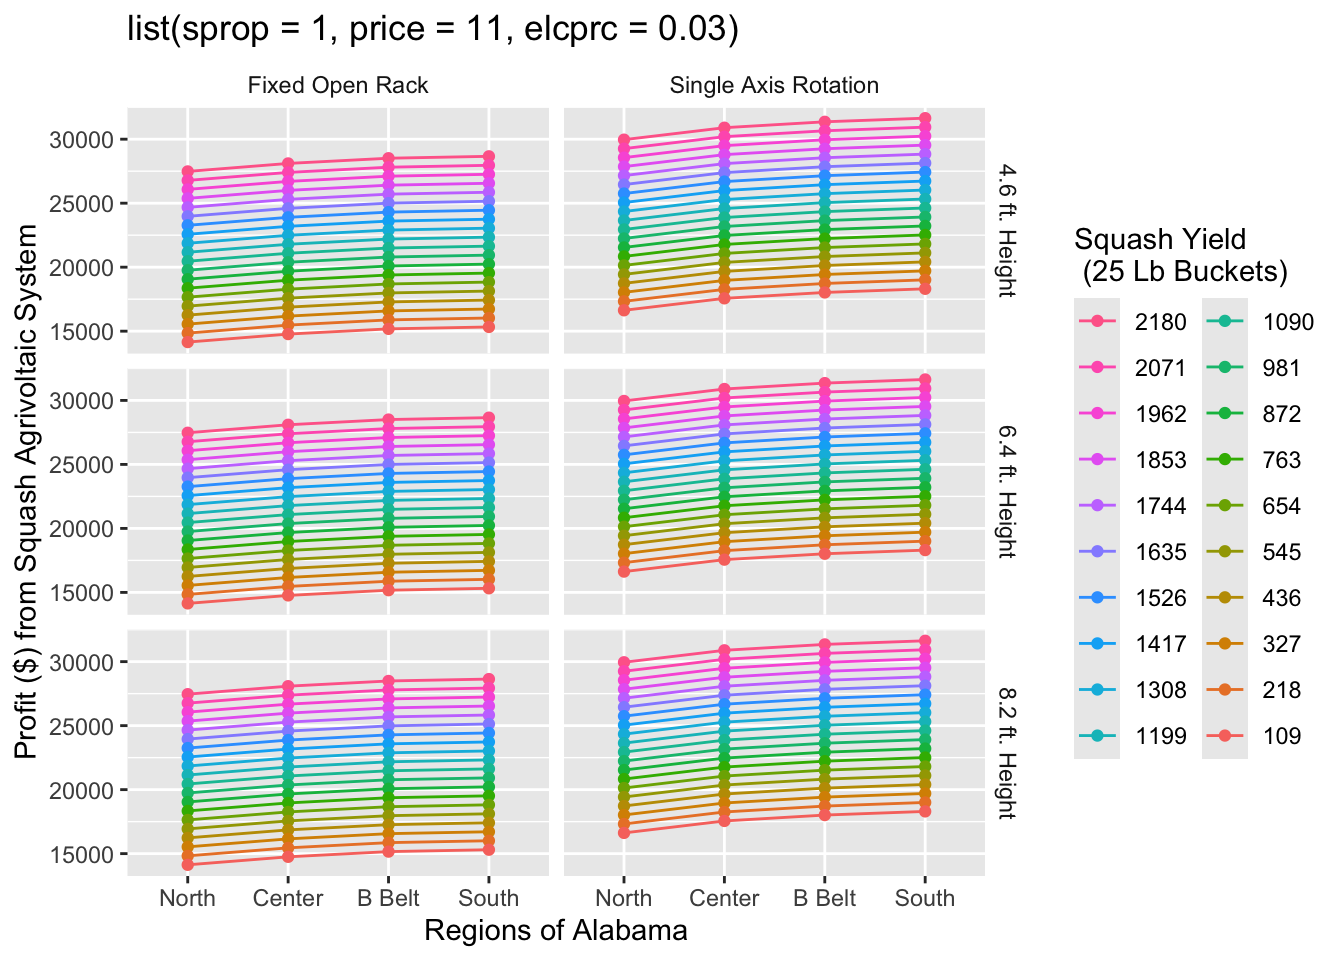 list(sprop = 1, price = 11, elcprc = 0.03)
Fixed Open Rack
Single Axis Rotation
Profit ($) from Squash Agrivoltaic System
30000
25000
20000
15000
4.6 ft. Height
30000
25000
20000
15000
6.4 ft. Height
30000
25000
20000
15000
8.2 ft. Height
North Center B Belt South
North Center B Belt South
Regions of Alabama
Squash Yield
(25 Lb Buckets)
2180 1090
2071 981
1962 872
1853 763
1744 654
1635 545
1526 436
1417 327
1308 218
1199 109